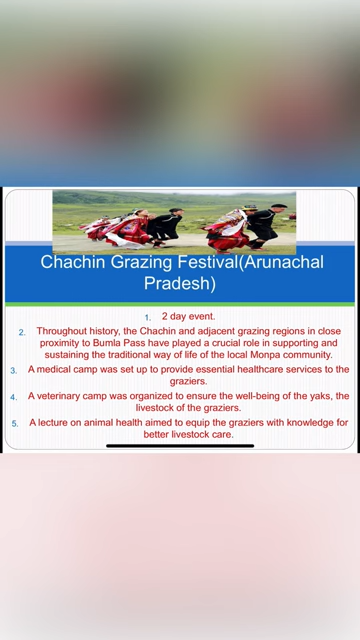 Chachin Grazing Festival(Arunachal
Pradesh)
1. 2 day event.
2. Throughout history, the Chachin and adjacent grazing regions in close
proximity to Bumla Pass have played a crucial role in supporting and
sustaining the traditional way of life of the local Monpa community.
3. A medical camp was set up to provide essential healthcare services to the
graziers.
4. A veterinary camp was organized to ensure the well-being of the yaks, the
livestock of the graziers.
5. A lecture on animal health aimed to equip the graziers with knowledge for
better livestock care.